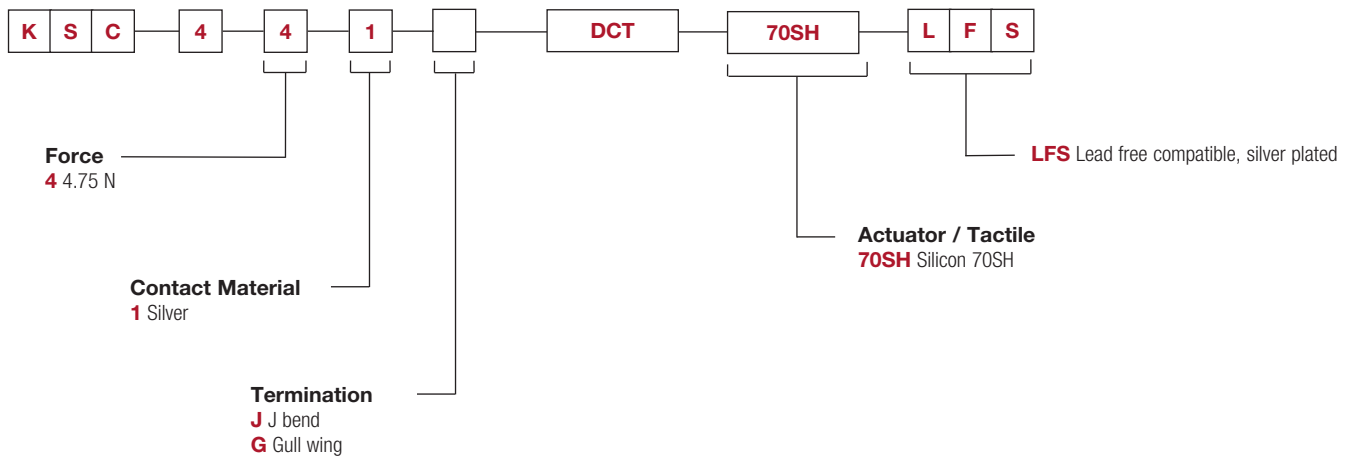 K S C 4 4 1 DCT 70SH L F S
Force
4 4.75 N
LFS Lead free compatible, silver plated
Actuator / Tactile
70SH Silicon 70SH
Contact Material
1 Silver
Termination
J J bend
G Gull wing